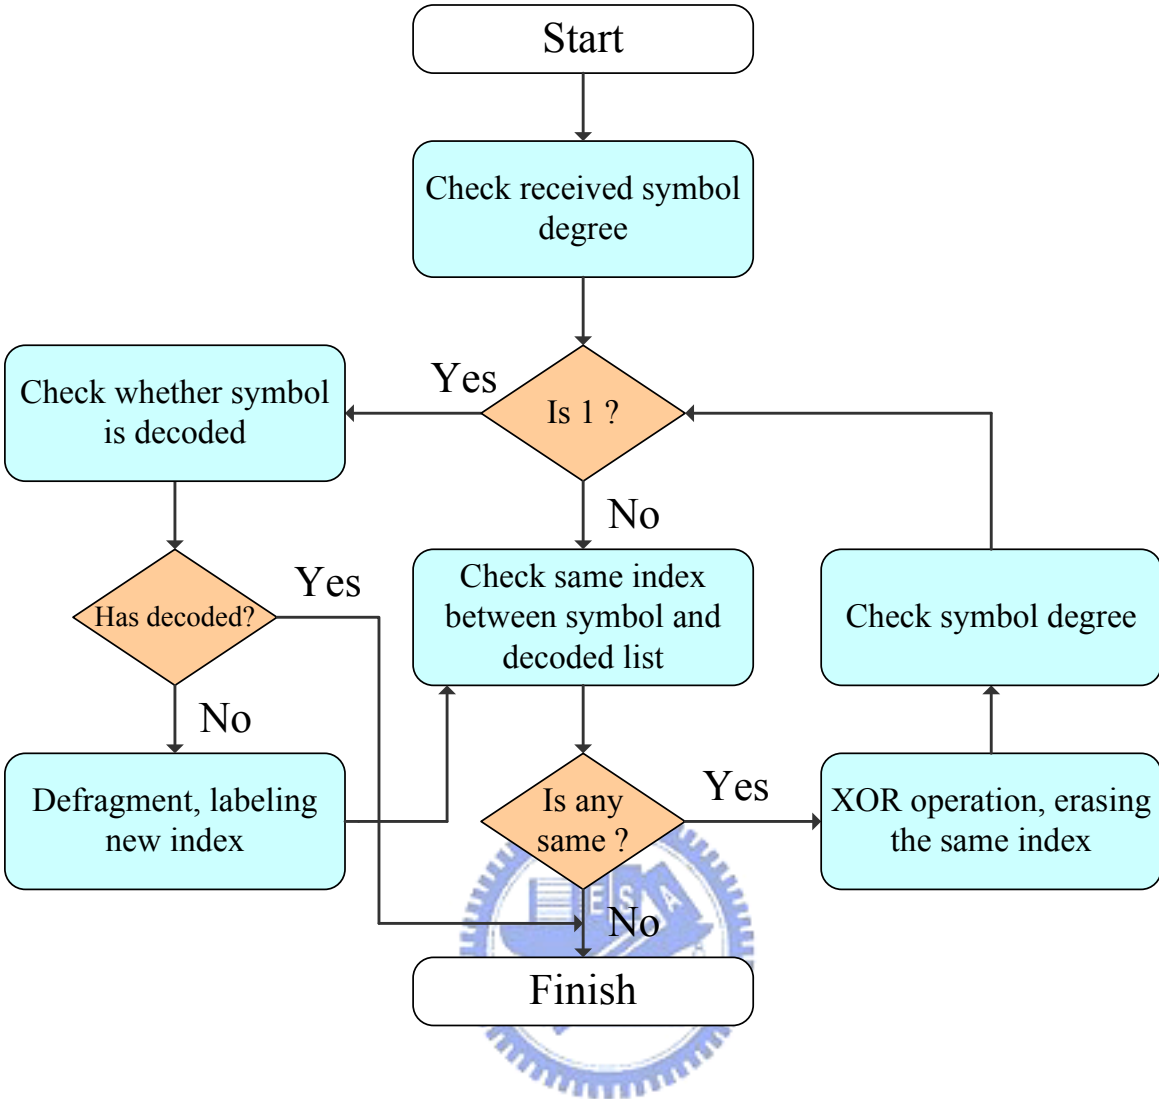 Start
Check received symbol
degree
Yes
Is 1 ?
Check whether symbol
is decoded
No
Has decoded?
Yes
Check same index
between symbol and
decoded list
Check symbol degree
No
Defragment, labeling
new index
Is any
same ?
Yes
XOR operation, erasing
the same index
E S A
No
Finish